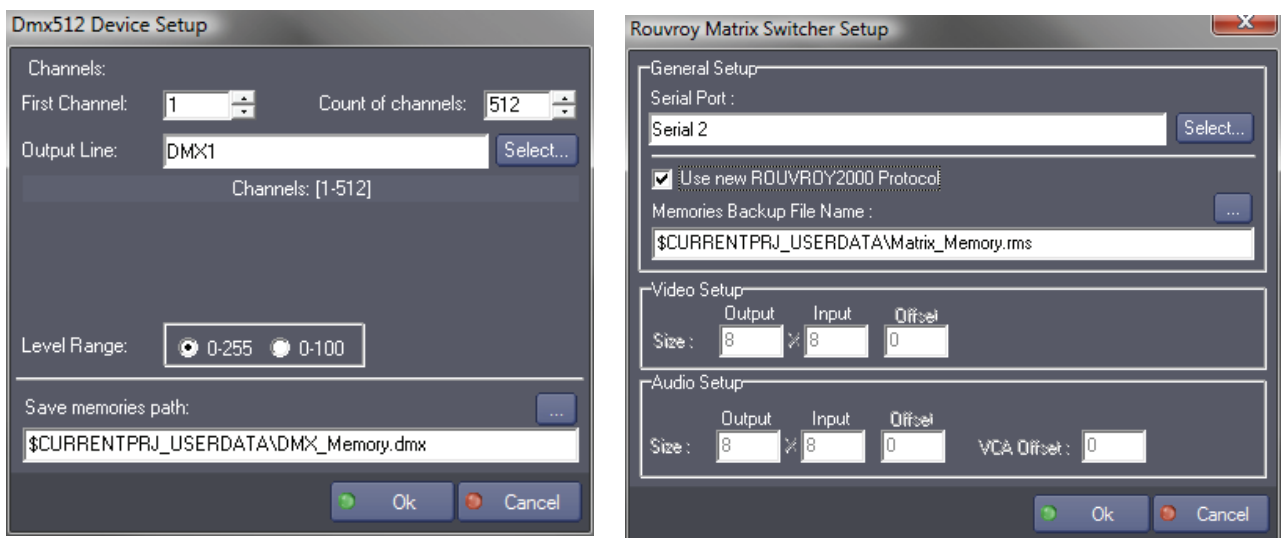 Dmx512 Device Setup
Channels:
First Channel: 1 Count of channels: 512
Output Line: DMX1 Select...
Channels: [1-512]
Level Range: 0-255 0-100
Save memories path: ...
$CURRENTPRJ_USERDATA\DMX_Memory.dmx
Ok Cancel
Rouvroy Matrix Switcher Setup X
General Setup
Serial Port :
Serial 2 Select...
Use new ROUVROY2000 Protocol
Memories Backup File Name : ...
$CURRENTPRJ_USERDATA\Matrix_Memory.rms
Video Setup
Output Input Offset
Size : 8 X 8 0
Audio Setup
Output Input Offset
Size : 8 X 8 0 VCA Offset : 0
Ok Cancel